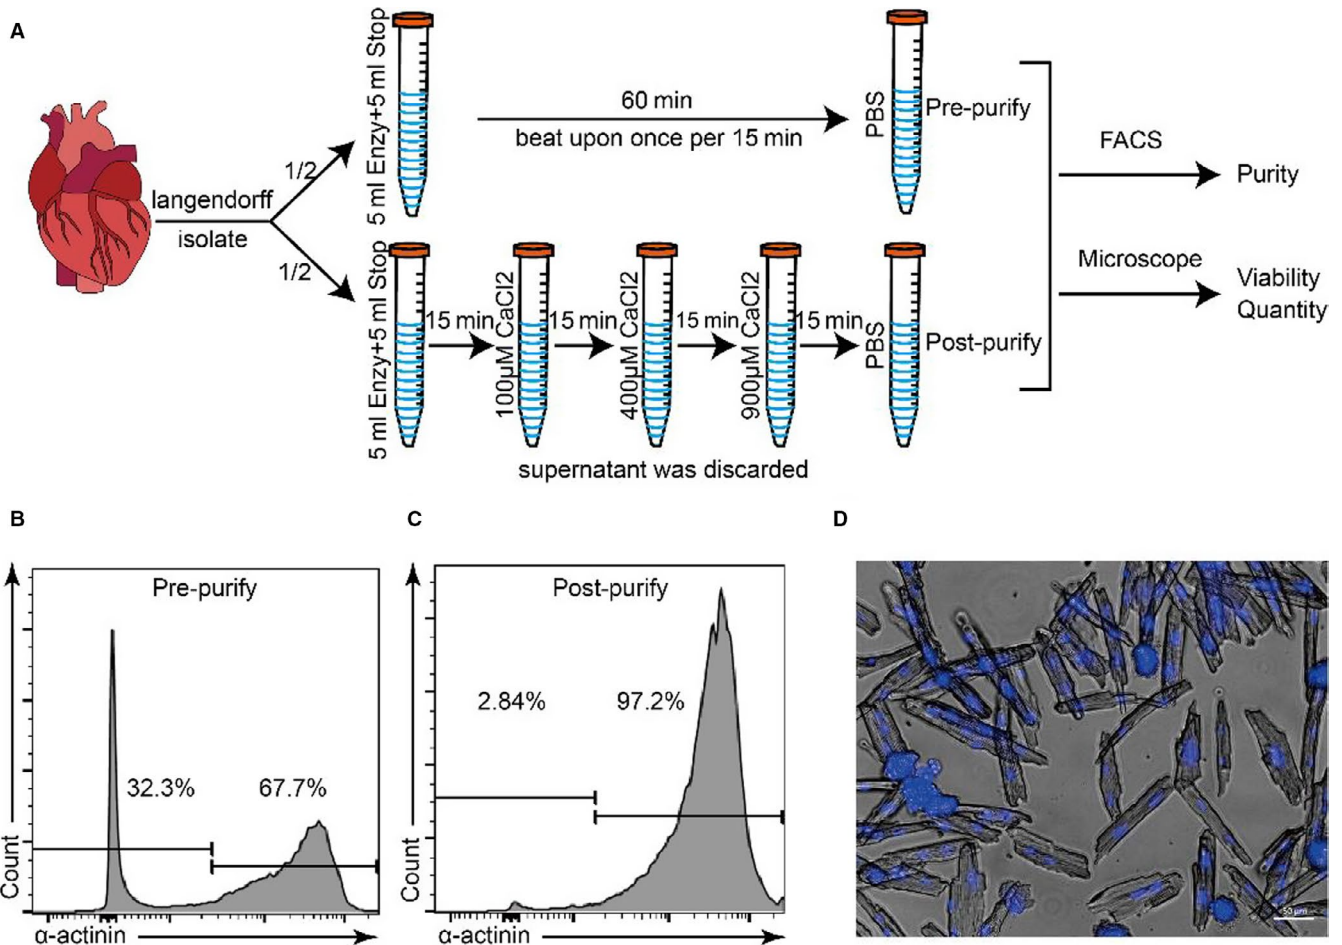 A
langendorff
isolate
1/2
1/2
5 ml Enzy+5 ml Stop
60 min
beat upon once per 15 min
PBS
Pre-purify
5 ml Enzy+5 ml Stop
15 min
100µM CaCl2
15 min
400µM CaCl2
15 min
900µM CaCl2
15 min
PBS
Post-purify
supernatant was discarded
FACS
Purity
Microscope
Viability
Quantity
B
Pre-purify
32.3%
67.7%
Count
α-actinin
C
Post-purify
2.84%
97.2%
Count
α-actinin
D
50 µm